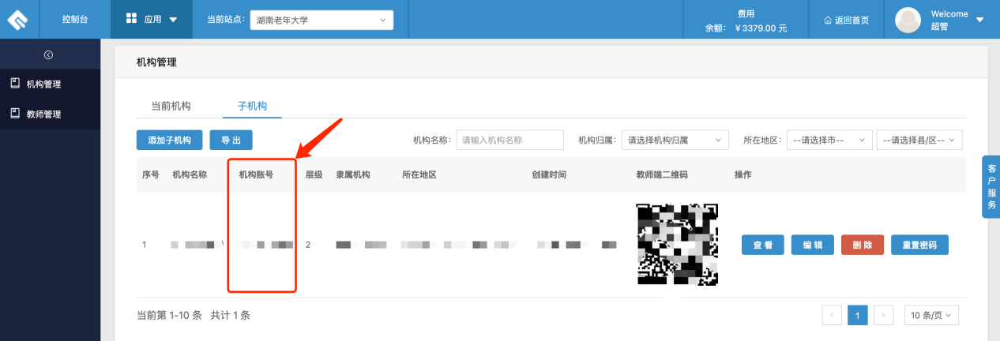 控制台
应用
当前站点:
湖南老年大学
费用
余额: ￥3379.00 元
返回首页
Welcome
超管
机构管理
教师管理
机构管理
当前机构
子机构
添加子机构
导 出
机构名称:
请输入机构名称
机构归属:
请选择机构归属
所在地区:
--请选择市--
--请选择县/区--
序号
机构名称
机构账号
层级
隶属机构
所在地区
创建时间
教师端二维码
操作
1
2
查 看
编 辑
删 除
重置密码
当前第 1-10 条 共计 1 条
1
10 条/页
客户服务